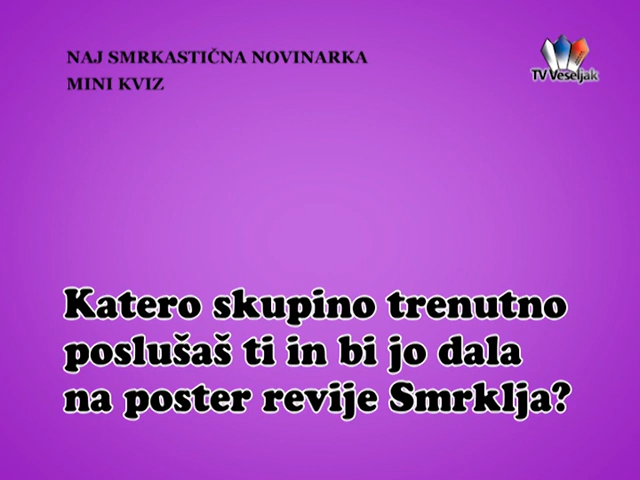 NAJ SMRKASTIČNA NOVINARKA
MINI KVIZ
TV Veseljak
Katero skupino trenutno
poslušaš ti in bi jo dala
na poster revije Smrklja?